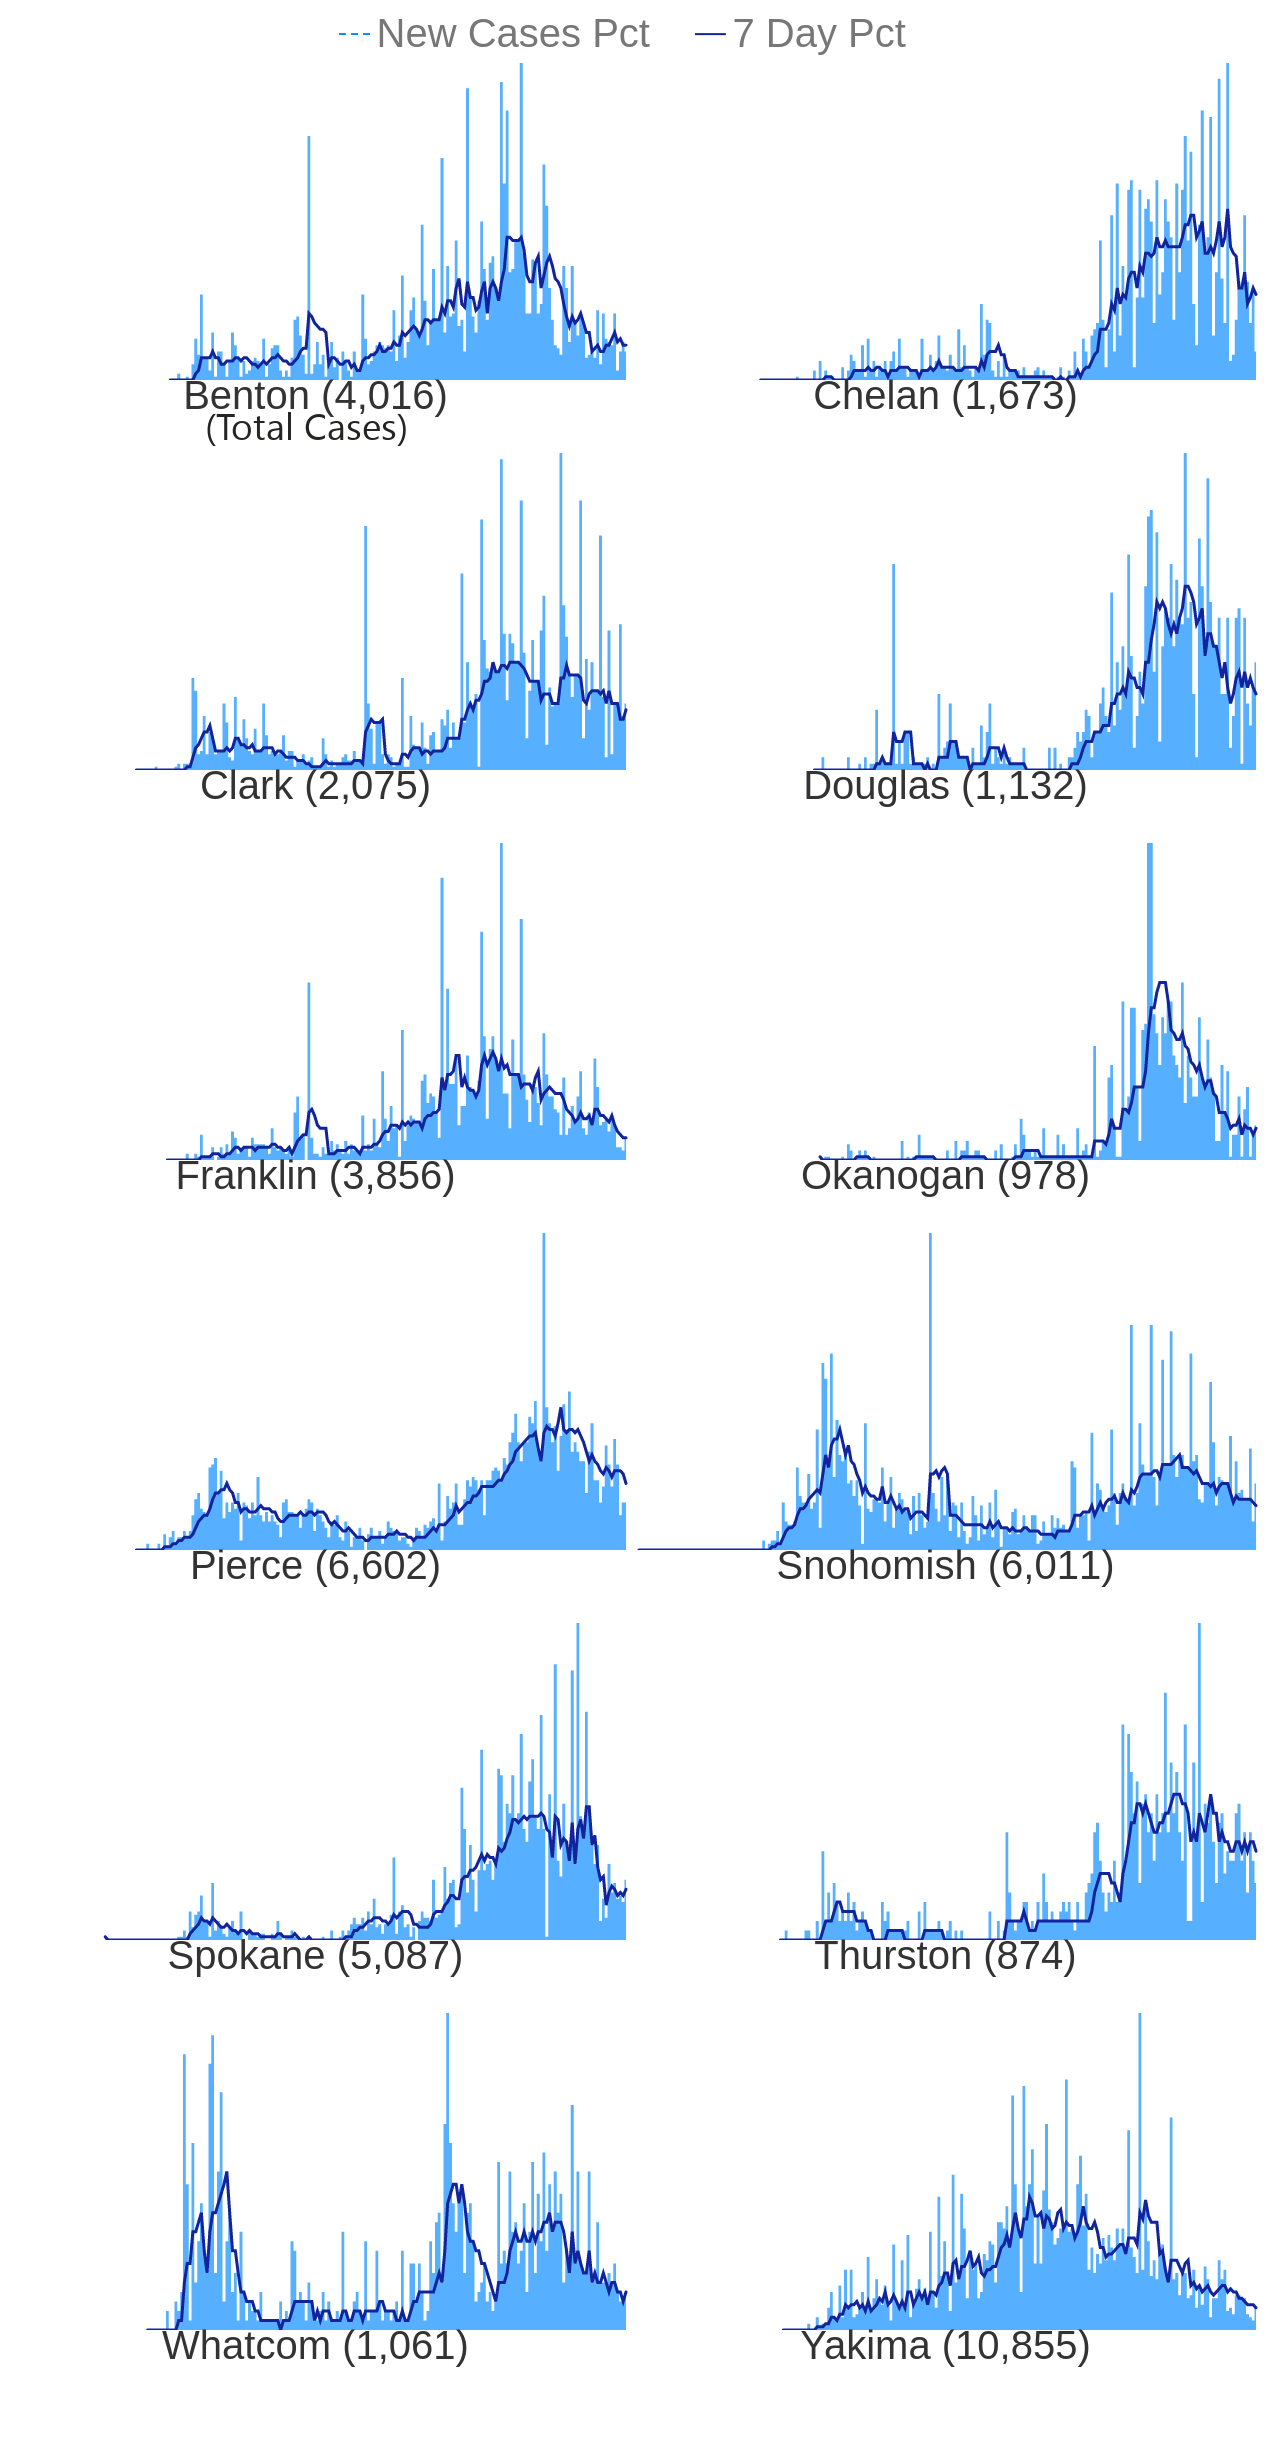 New Cases Pct 7 Day Pct
Benton (4,016) Chelan (1,673)
(Total Cases)
Clark (2,075) Douglas (1,132)
Franklin (3,856) Okanogan (978)
Pierce (6,602) Snohomish (6,011)
Spokane (5,087) Thurston (874)
Whatcom (1,061) Yakima (10,855)